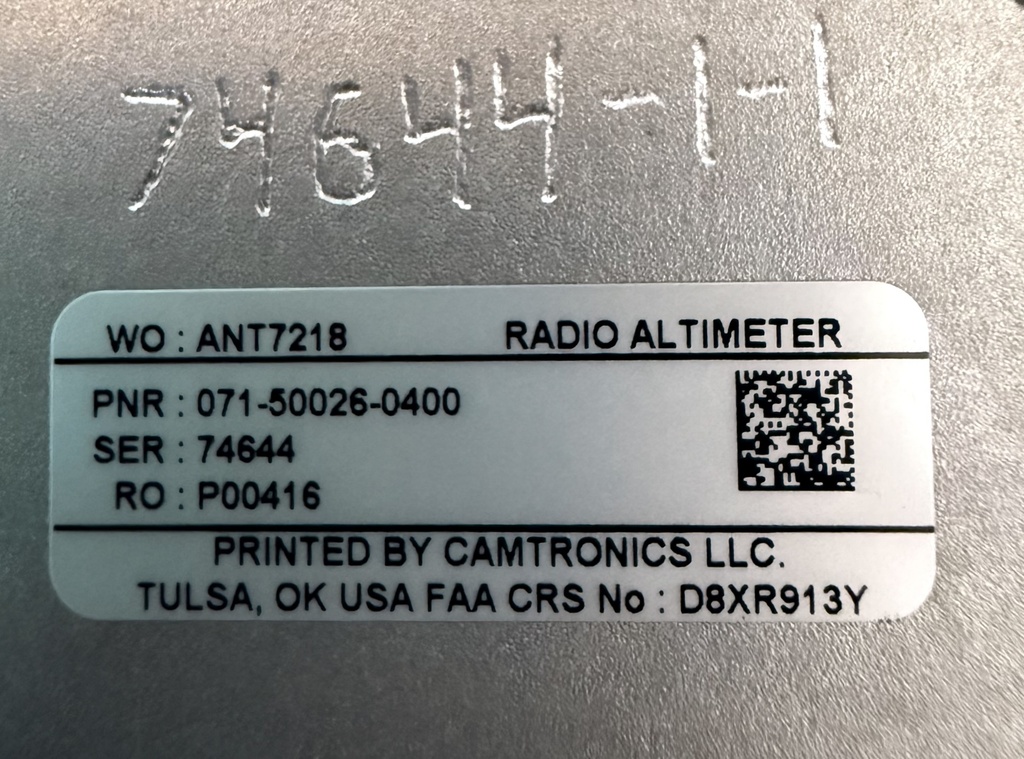 74644-1-1
WO : ANT7218 RADIO ALTIMETER
PNR : 071-50026-0400
SER : 74644
RO : P00416
PRINTED BY CAMTRONICS LLC.
TULSA, OK USA FAA CRS No : D8XR913Y